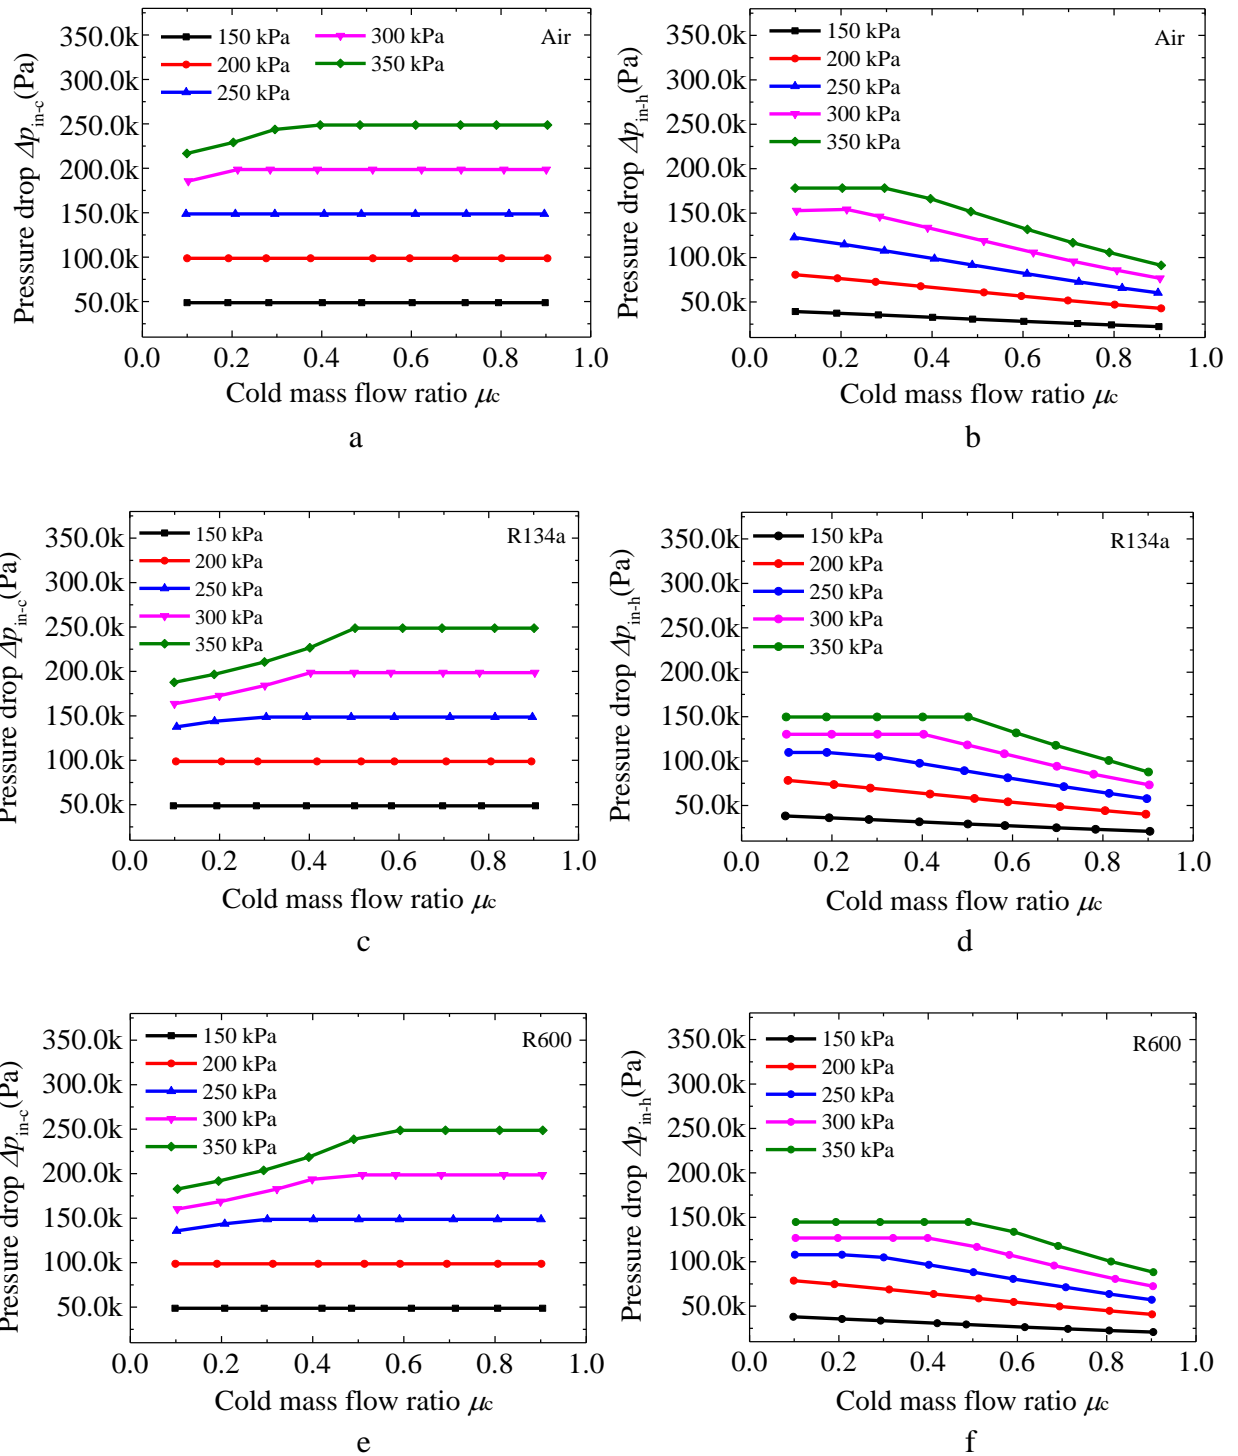 Pressure drop Δp in-c (Pa)
350.0k
300.0k
250.0k
200.0k
150.0k
100.0k
50.0k
150 kPa
200 kPa
250 kPa
300 kPa
350 kPa
Air
0.0 0.2 0.4 0.6 0.8 1.0
Cold mass flow ratio μc
a
Pressure drop Δp in-h (Pa)
350.0k
300.0k
250.0k
200.0k
150.0k
100.0k
50.0k
150 kPa
200 kPa
250 kPa
300 kPa
350 kPa
Air
0.0 0.2 0.4 0.6 0.8 1.0
Cold mass flow ratio μc
b
Pressure drop Δp in-c (Pa)
350.0k
300.0k
250.0k
200.0k
150.0k
100.0k
50.0k
150 kPa
200 kPa
250 kPa
300 kPa
350 kPa
R134a
0.0 0.2 0.4 0.6 0.8 1.0
Cold mass flow ratio μc
c
Pressure drop Δp in-h (Pa)
350.0k
300.0k
250.0k
200.0k
150.0k
100.0k
50.0k
150 kPa
200 kPa
250 kPa
300 kPa
350 kPa
R134a
0.0 0.2 0.4 0.6 0.8 1.0
Cold mass flow ratio μc
d
Pressure drop Δp in-c (Pa)
350.0k
300.0k
250.0k
200.0k
150.0k
100.0k
50.0k
150 kPa
200 kPa
250 kPa
300 kPa
350 kPa
R600
0.0 0.2 0.4 0.6 0.8 1.0
Cold mass flow ratio μc
e
Pressure drop Δp in-h (Pa)
350.0k
300.0k
250.0k
200.0k
150.0k
100.0k
50.0k
150 kPa
200 kPa
250 kPa
300 kPa
350 kPa
R600
0.0 0.2 0.4 0.6 0.8 1.0
Cold mass flow ratio μc
f